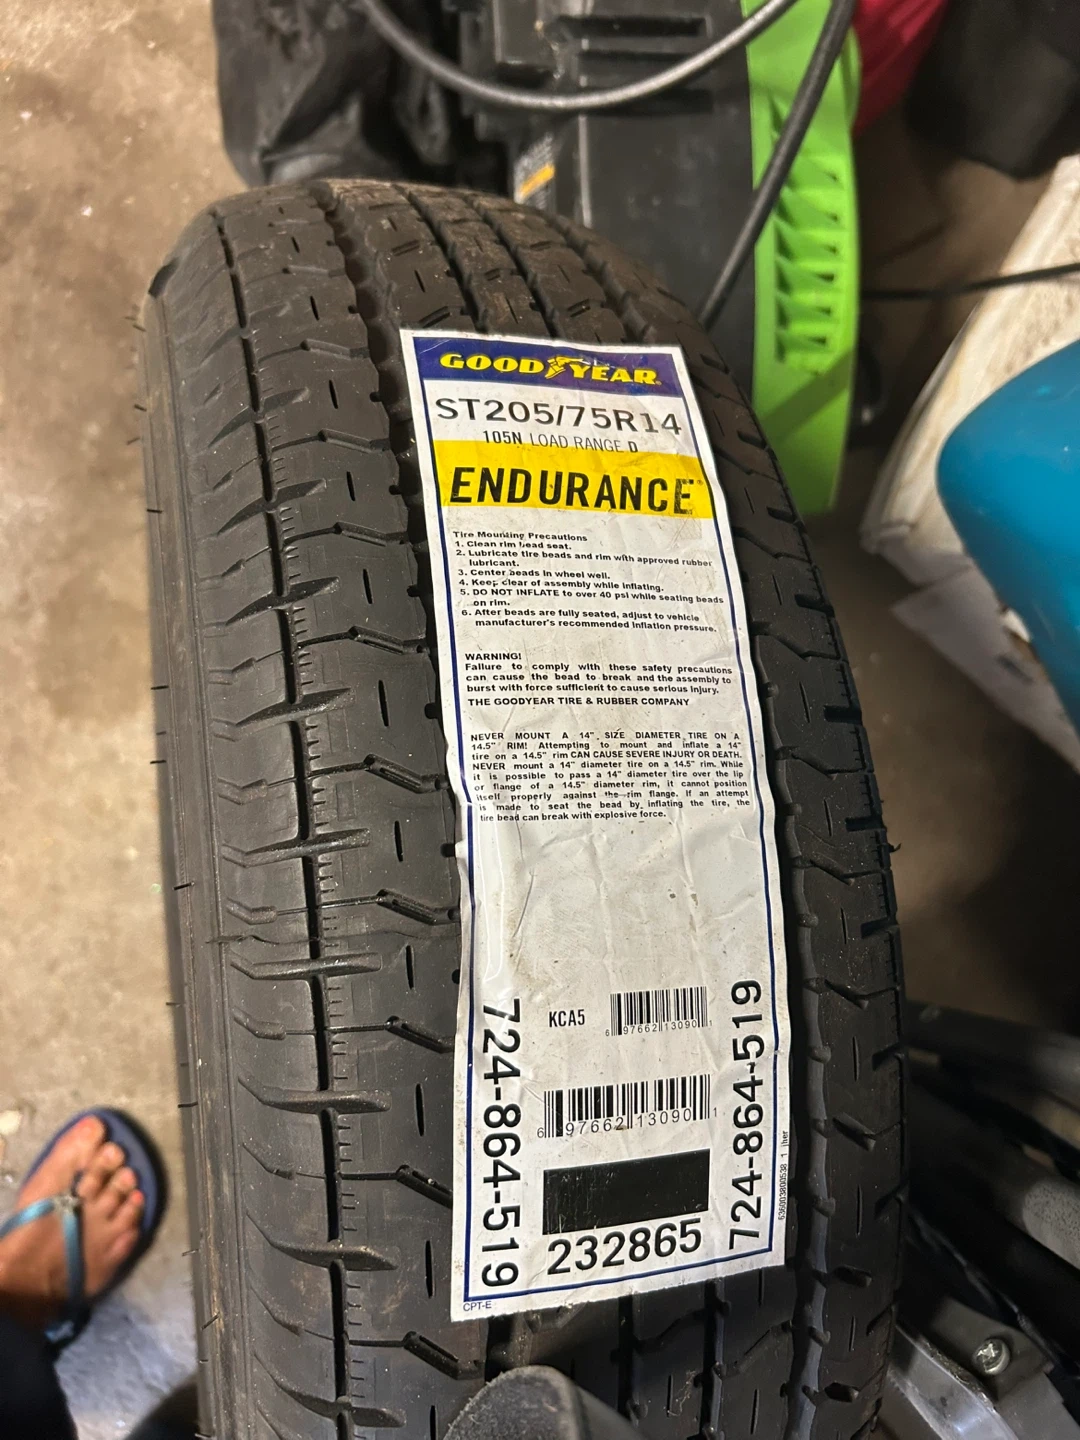 GOODYEAR
ST205/75R14
105N LOAD RANGE D
ENDURANCE
Tire Mounting Precautions
1. Clean rim bead seat.
2. Lubricate tire beads and rim with approved rubber
lubricant.
3. Center beads in wheel well.
4. Keep clear of assembly while inflating.
5. DO NOT INFLATE to over 40 psi while seating beads
on rim.
6. After beads are fully seated, adjust to vehicle
manufacturer's recommended inflation pressure.
WARNING!
Failure to comply with these safety precautions
can cause the bead to break and the assembly to
burst with force sufficient to cause serious injury.
THE GOODYEAR TIRE & RUBBER COMPANY
NEVER MOUNT A 14" SIZE DIAMETER TIRE ON A
14.5" RIM! Attempting to mount and inflate a 14"
tire on a 14.5" rim CAN CAUSE SEVERE INJURY OR DEATH.
NEVER mount a 14" diameter tire on a 14.5" rim. While
it is possible to pass a 14" diameter tire over the lip
or flange of a 14.5" diameter rim, it cannot position
itself properly against the rim flange. If an attempt
is made to seat the bead by inflating the tire, the
tire bead can break with explosive force.
KCA5
6 97662 13090 1
6 97662 13090 1
724-864-519
724-864-519
232865
CPT-E